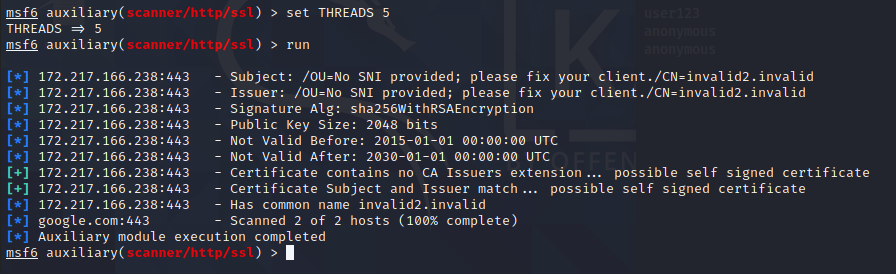 msf6 auxiliary(scanner/http/ssl) > set THREADS 5
THREADS => 5
msf6 auxiliary(scanner/http/ssl) > run
[*] 172.217.166.238:443 - Subject: /OU=No SNI provided; please fix your client./CN=invalid2.invalid
[*] 172.217.166.238:443 - Issuer: /OU=No SNI provided; please fix your client./CN=invalid2.invalid
[*] 172.217.166.238:443 - Signature Alg: sha256WithRSAEncryption
[*] 172.217.166.238:443 - Public Key Size: 2048 bits
[*] 172.217.166.238:443 - Not Valid Before: 2015-01-01 00:00:00 UTC
[*] 172.217.166.238:443 - Not Valid After: 2030-01-01 00:00:00 UTC
[+] 172.217.166.238:443 - Certificate contains no CA Issuers extension... possible self signed certificate
[+] 172.217.166.238:443 - Certificate Subject and Issuer match... possible self signed certificate
[*] 172.217.166.238:443 - Has common name invalid2.invalid
[*] google.com:443 - Scanned 2 of 2 hosts (100% complete)
[*] Auxiliary module execution completed
msf6 auxiliary(scanner/http/ssl) >
user123
anonymous
anonymous